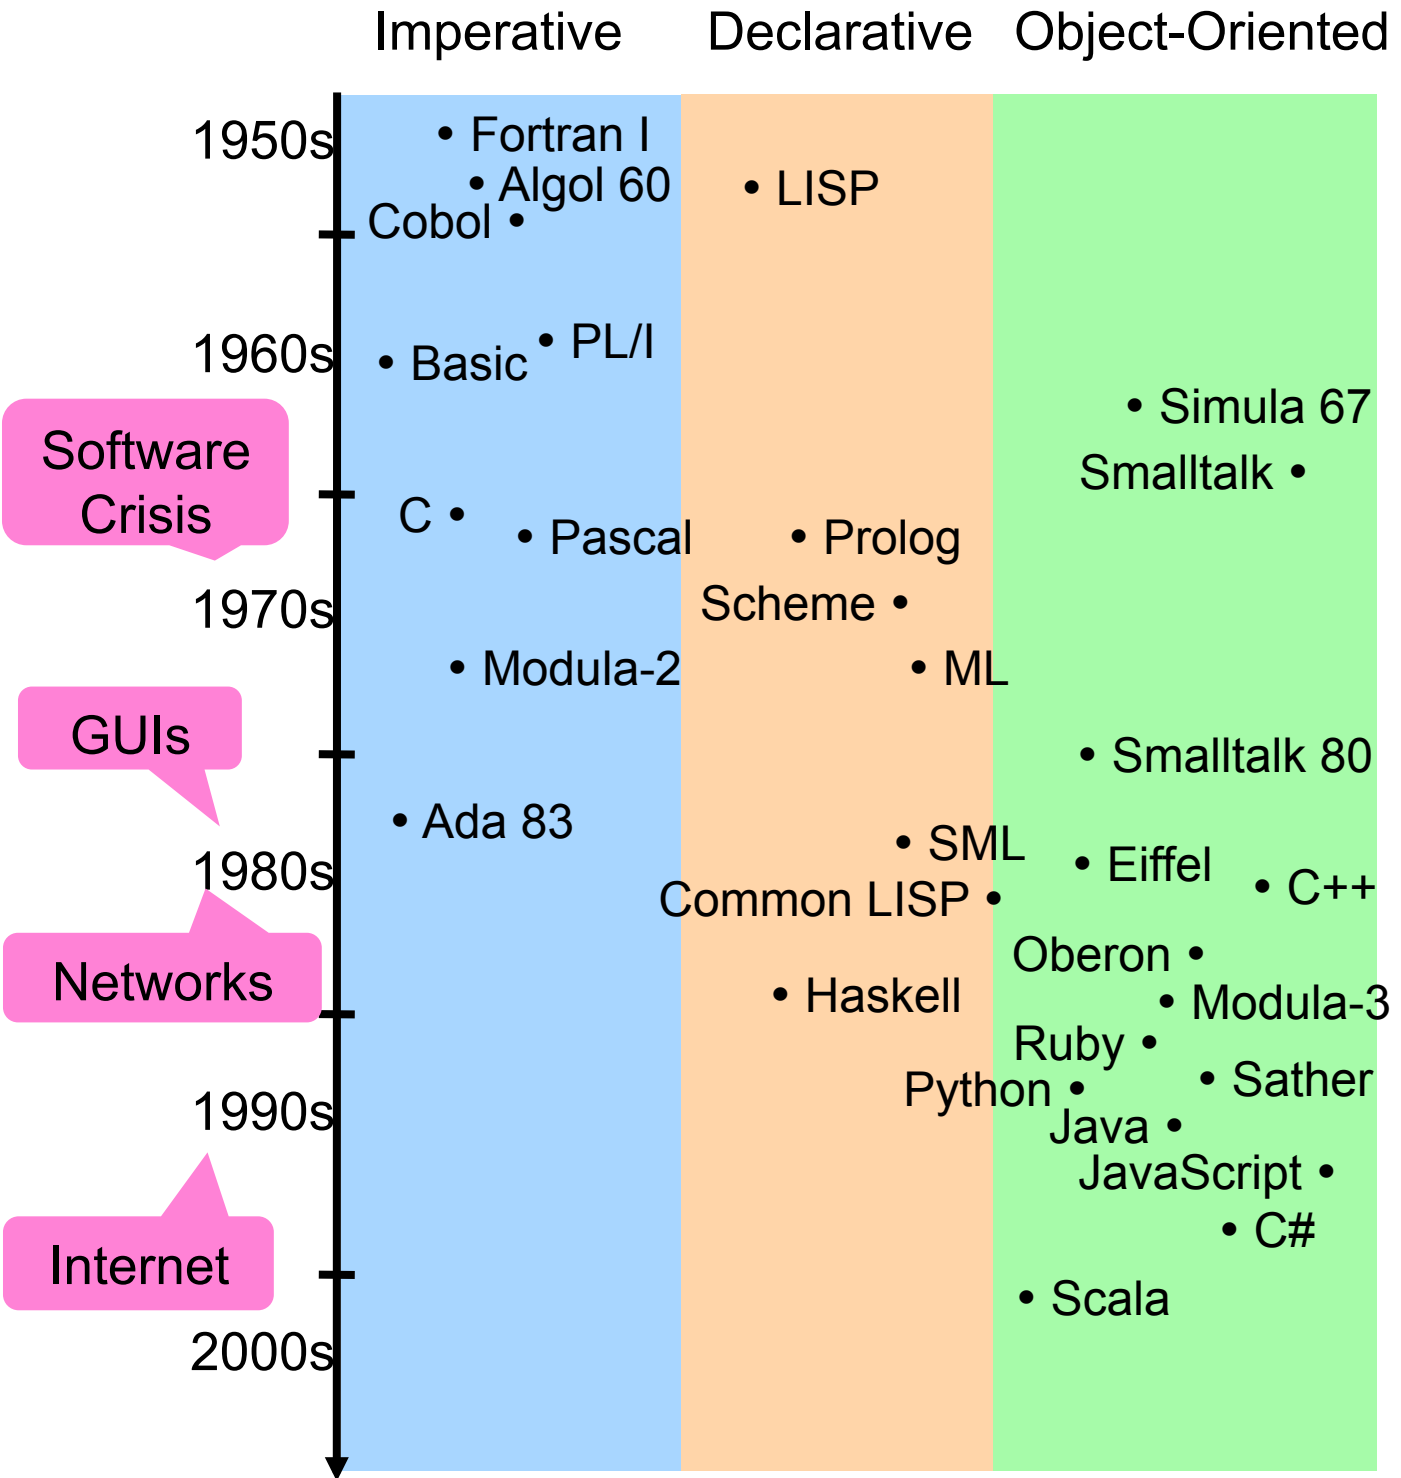 Imperative
Declarative
Object-Oriented
1950s
Fortran I
Algol 60
LISP
Cobol
1960s
PL/I
Basic
Simula 67
Software
Crisis
Smalltalk
C
Pascal
Prolog
1970s
Scheme
Modula-2
ML
GUIs
Smalltalk 80
Ada 83
SML
Eiffel
1980s
C++
Common LISP
Oberon
Networks
Haskell
Modula-3
Ruby
Sather
Python
1990s
Java
JavaScript
C#
Internet
Scala
2000s